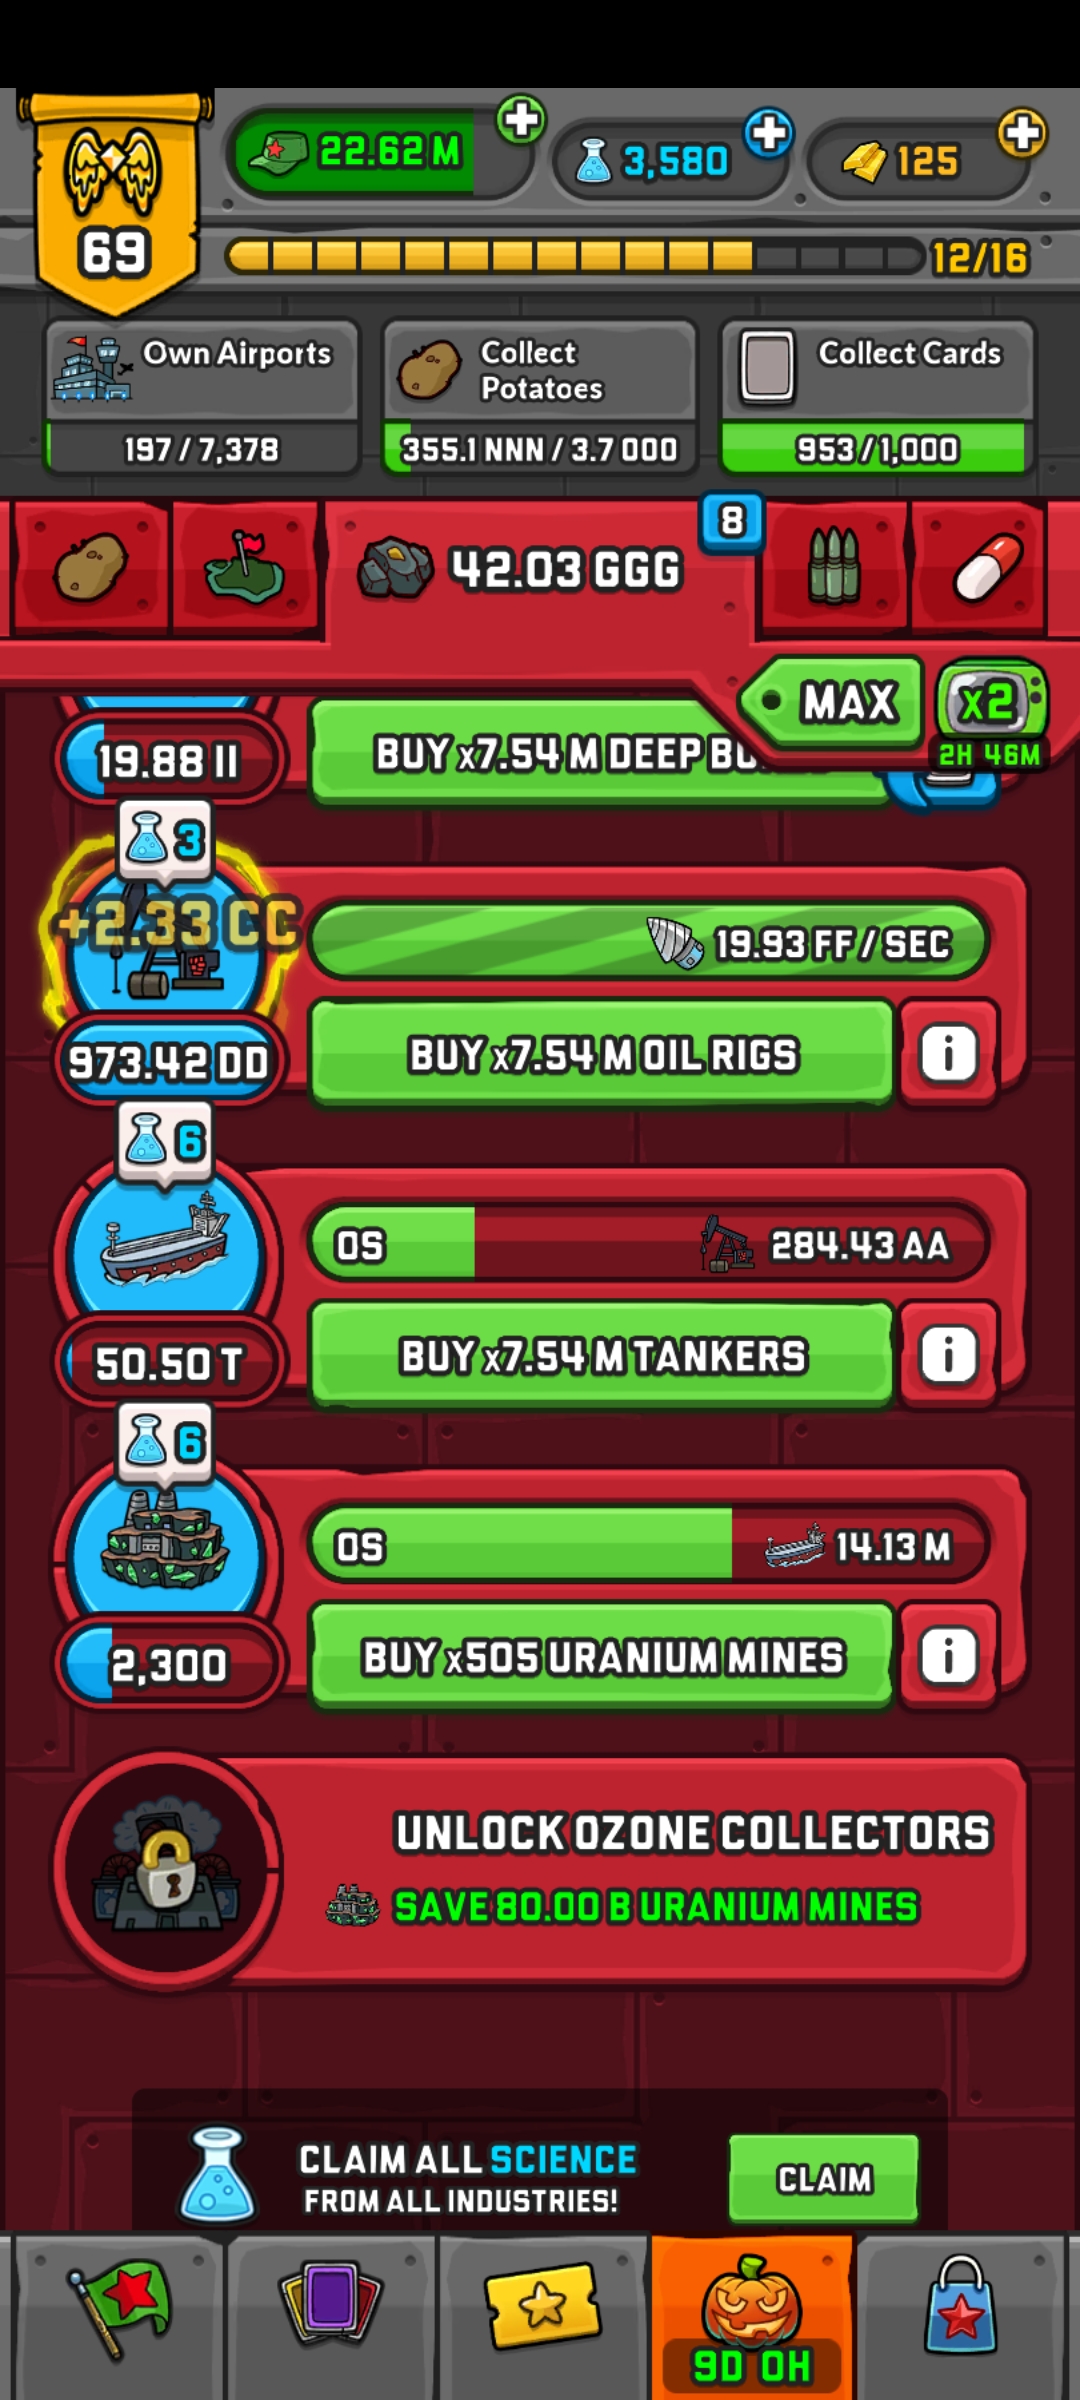 22.62 M
3,580
125
69
12/16
Own Airports
197 / 7,378
Collect
Potatoes
355.1 NNN / 3.7 OOO
Collect Cards
953 / 1,000
42.03 GGG
8
MAX
x2
2H 46M
19.88 II
BUY x7.54 M DEEP
3
+2.33 CC
19.93 FF / SEC
973.42 DD
BUY x7.54 M OIL RIGS
i
6
0S
284.43 AA
50.50 T
BUY x7.54 M TANKERS
i
6
0S
14.13 M
2,300
BUY x505 URANIUM MINES
i
UNLOCK OZONE COLLECTORS
SAVE 80.00 B URANIUM MINES
CLAIM ALL SCIENCE
FROM ALL INDUSTRIES!
CLAIM
9D 0H